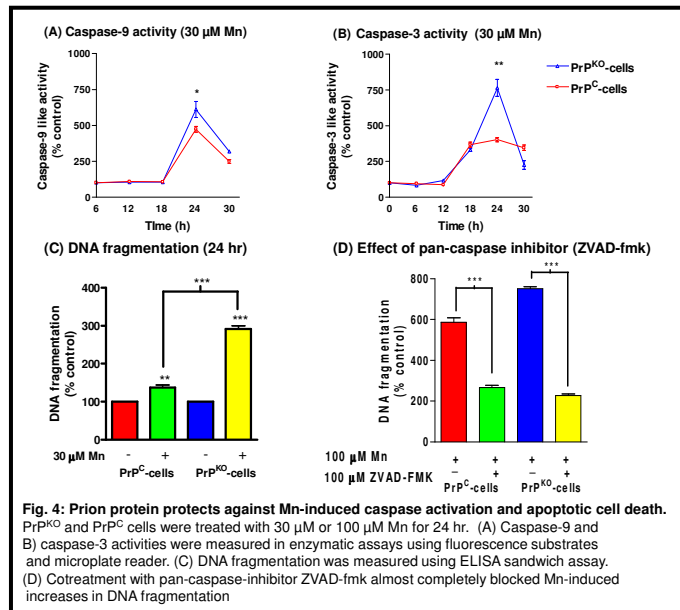 (A) Caspase-9 activity (30 µM Mn)
1000
750
500
250
0
6 12 18 24 30
*
Caspase-9 like activity
(% control)
TIme (h)
(B) Caspase-3 activity (30 µM Mn)
1000
750
500
250
0
0 6 12 18 24 30
**
Caspase-3 like activity
(% control)
Time (h)
PrPKO-cells
PrPC-cells
(C) DNA fragmentation (24 hr)
400
300
200
100
0
***
***
**
DNA fragmentation
(% control)
30 µM Mn - + - +
PrPC-cells PrPKO-cells
(D) Effect of pan-caspase inhibitor (ZVAD-fmk)
800
600
400
200
0
*** ***
DNA fragmentation
(% control)
100 µM Mn + + + +
100 µM ZVAD-FMK – + – +
PrPC-cells PrPKO-cells
Fig. 4: Prion protein protects against Mn-induced caspase activation and apoptotic cell death.
PrPKO and PrPC cells were treated with 30 µM or 100 µM Mn for 24 hr. (A) Caspase-9 and
B) caspase-3 activities were measured in enzymatic assays using fluorescence substrates
and microplate reader. (C) DNA fragmentation was measured using ELISA sandwich assay.
(D) Cotreatment with pan-caspase-inhibitor ZVAD-fmk almost completely blocked Mn-induced
increases in DNA fragmentation